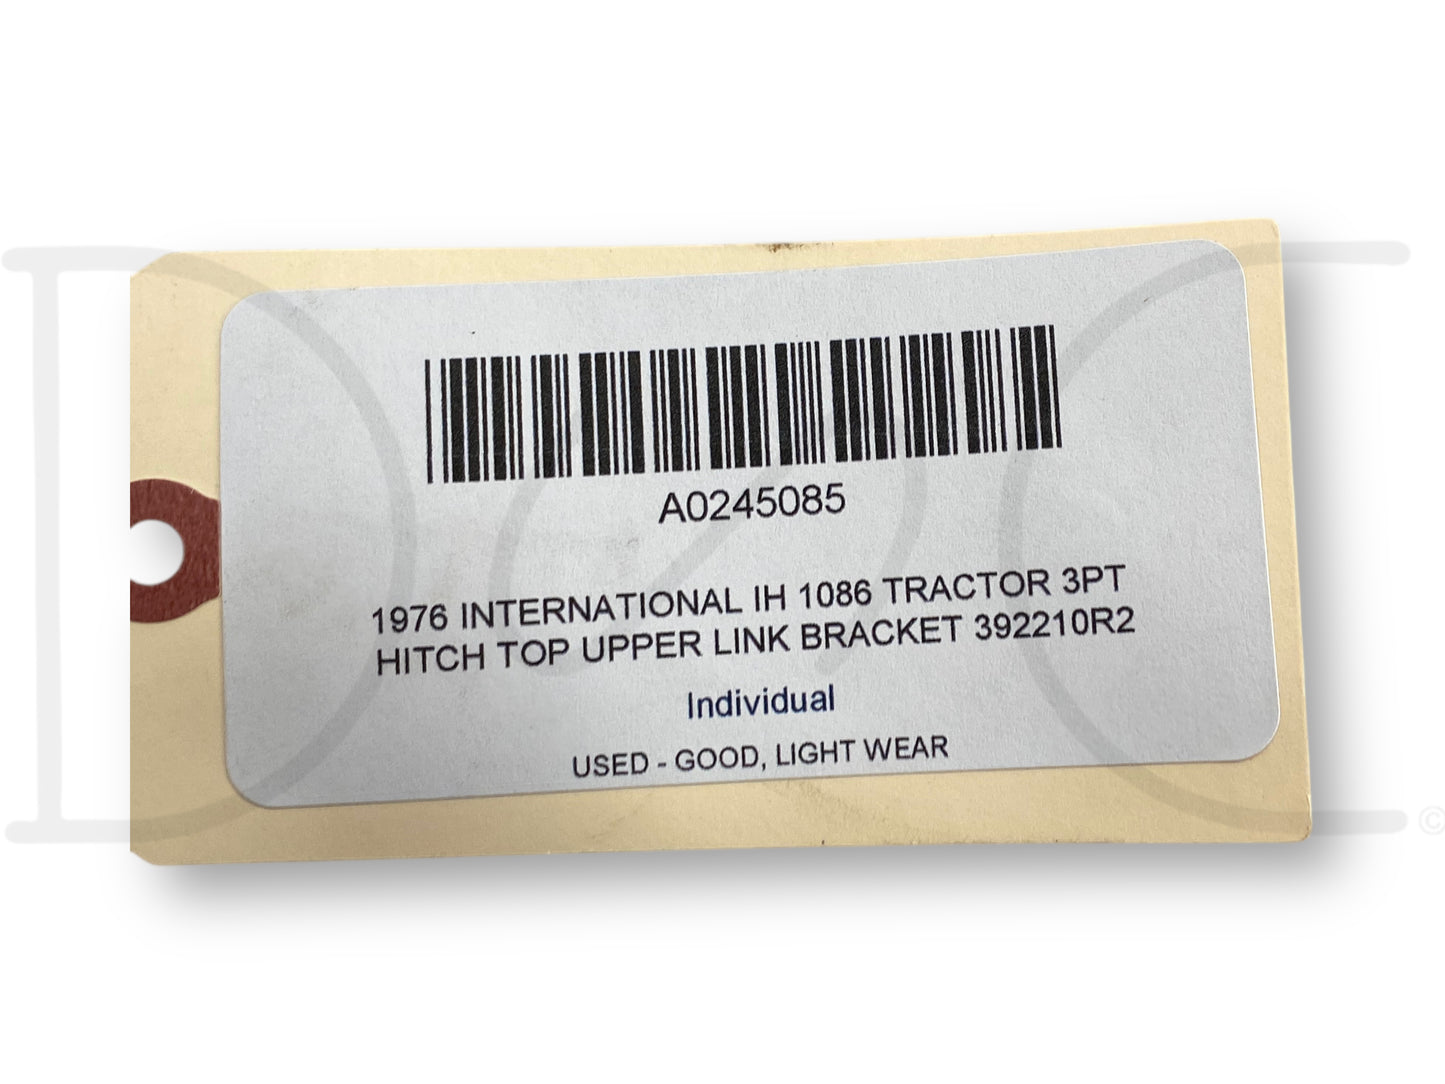 A0245085
1976 INTERNATIONAL IH 1086 TRACTOR 3PT
HITCH TOP UPPER LINK BRACKET 392210R2
Individual
USED - GOOD, LIGHT WEAR
©